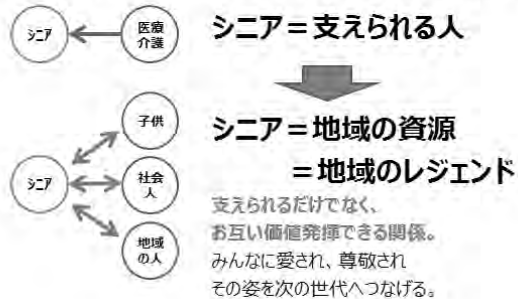 シニア
医療
介護
シニア＝支えられる人
子供
シニア
社会
人
地域
の人
シニア＝地域の資源
＝地域のレジェンド
支えられるだけでなく、
お互い価値発揮できる関係。
みんなに愛され、尊敬され
その姿を次の世代へつなげる。